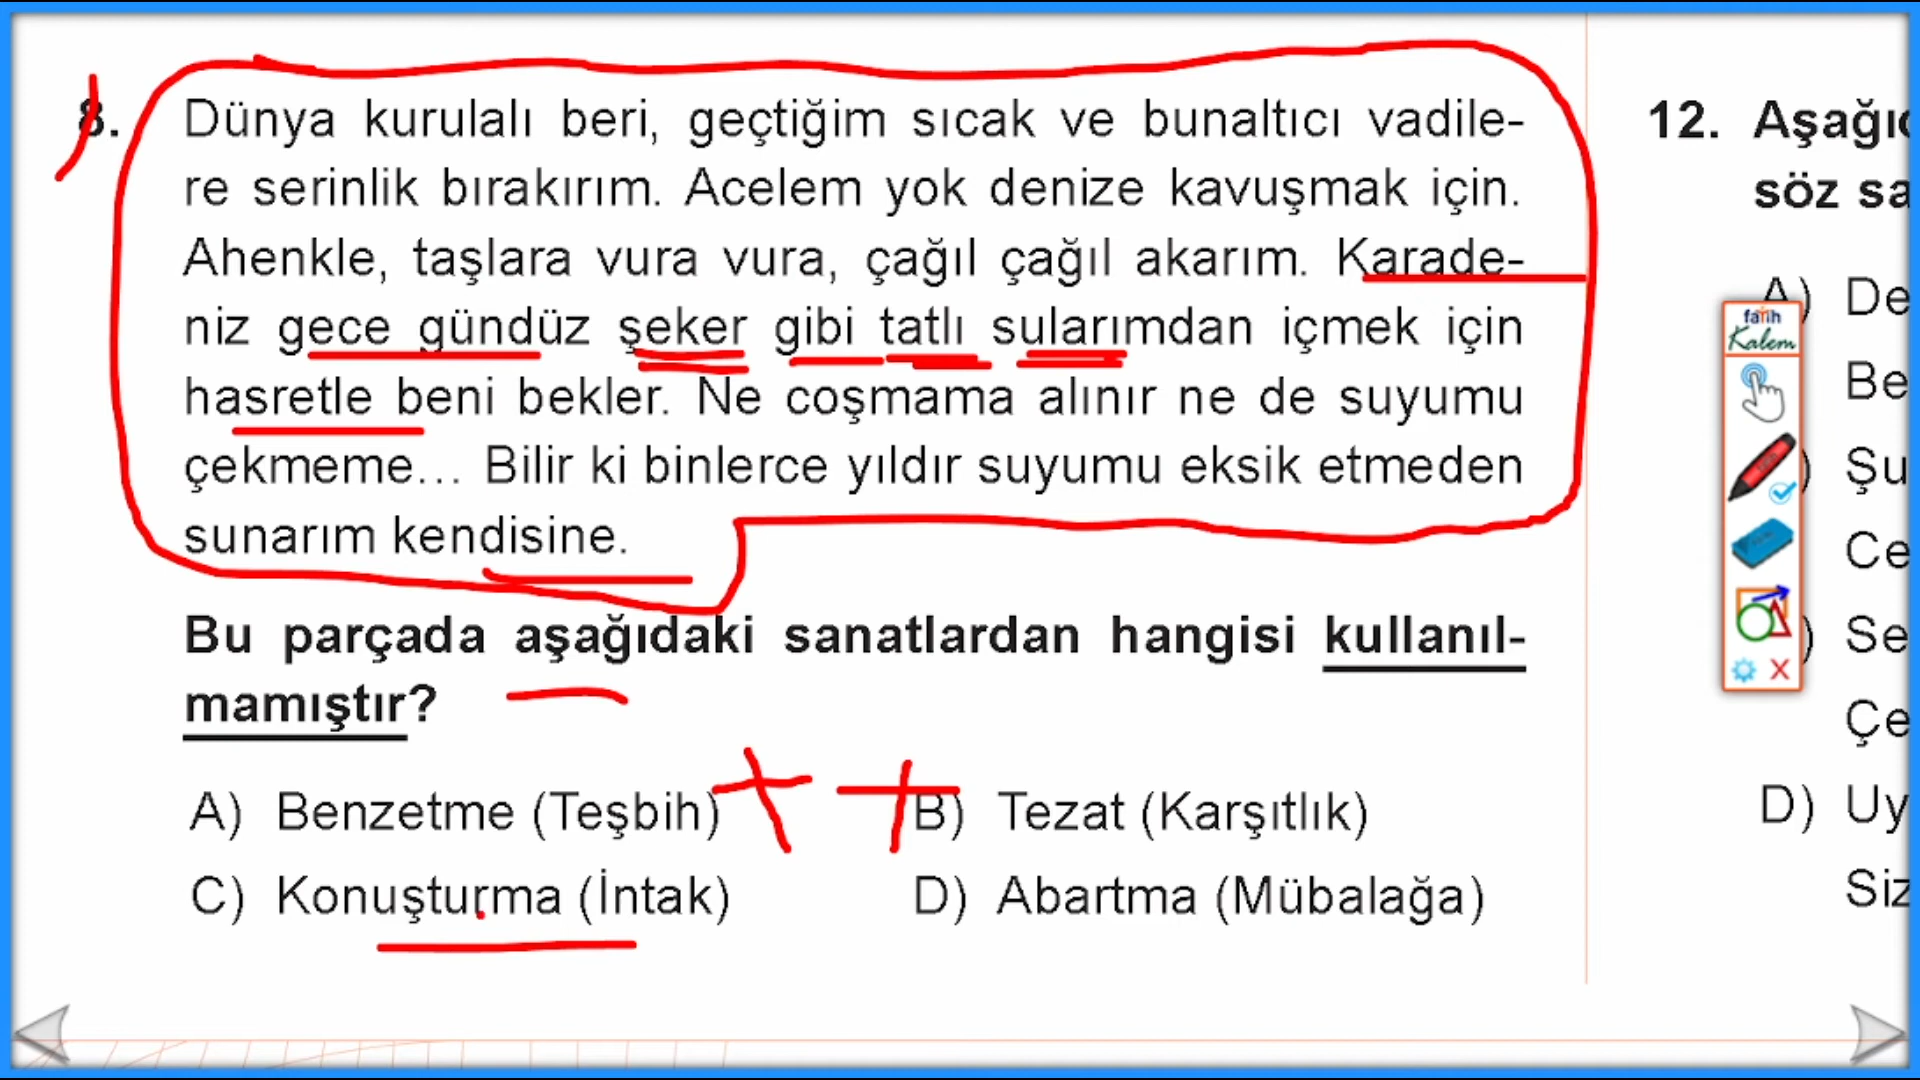 8. Dünya kurulalı beri, geçtiğim sıcak ve bunaltıcı vadile-
re serinlik bırakırım. Acelem yok denize kavuşmak için.
Ahenkle, taşlara vura vura, çağıl çağıl akarım. Karade-
niz gece gündüz şeker gibi tatlı sularımdan içmek için
hasretle beni bekler. Ne coşmama alınır ne de suyumu
çekmeme... Bilir ki binlerce yıldır suyumu eksik etmeden
sunarım kendisine.
Bu parçada aşağıdaki sanatlardan hangisi kullanıl-
mamıştır?
A) Benzetme (Teşbih)
B) Tezat (Karşıtlık)
C) Konuşturma (İntak)
D) Abartma (Mübalağa)
12.
söz
A) De
Be
Şu
Ce
Se
Çe
D) Uy
Siz
fatih
Kalem